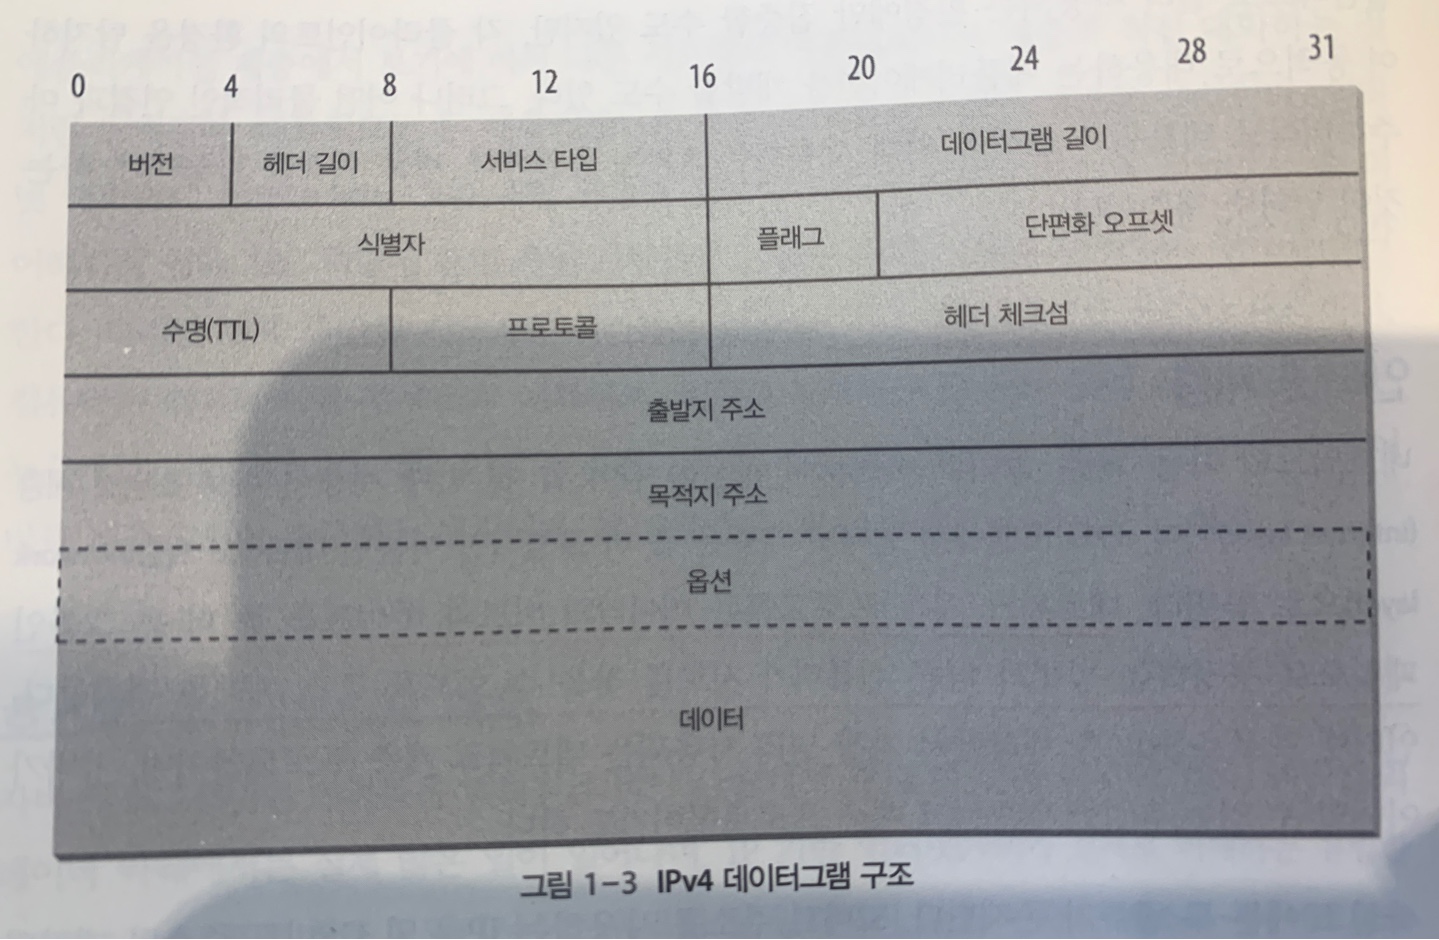 0 4 8 12 16 20 24 28 31
버전 헤더 길이 서비스 타입 데이터그램 길이
식별자 플래그 단편화 오프셋
수명(TTL) 프로토콜 헤더 체크섬
출발지 주소
목적지 주소
옵션
데이터
그림 1-3 IPv4 데이터그램 구조